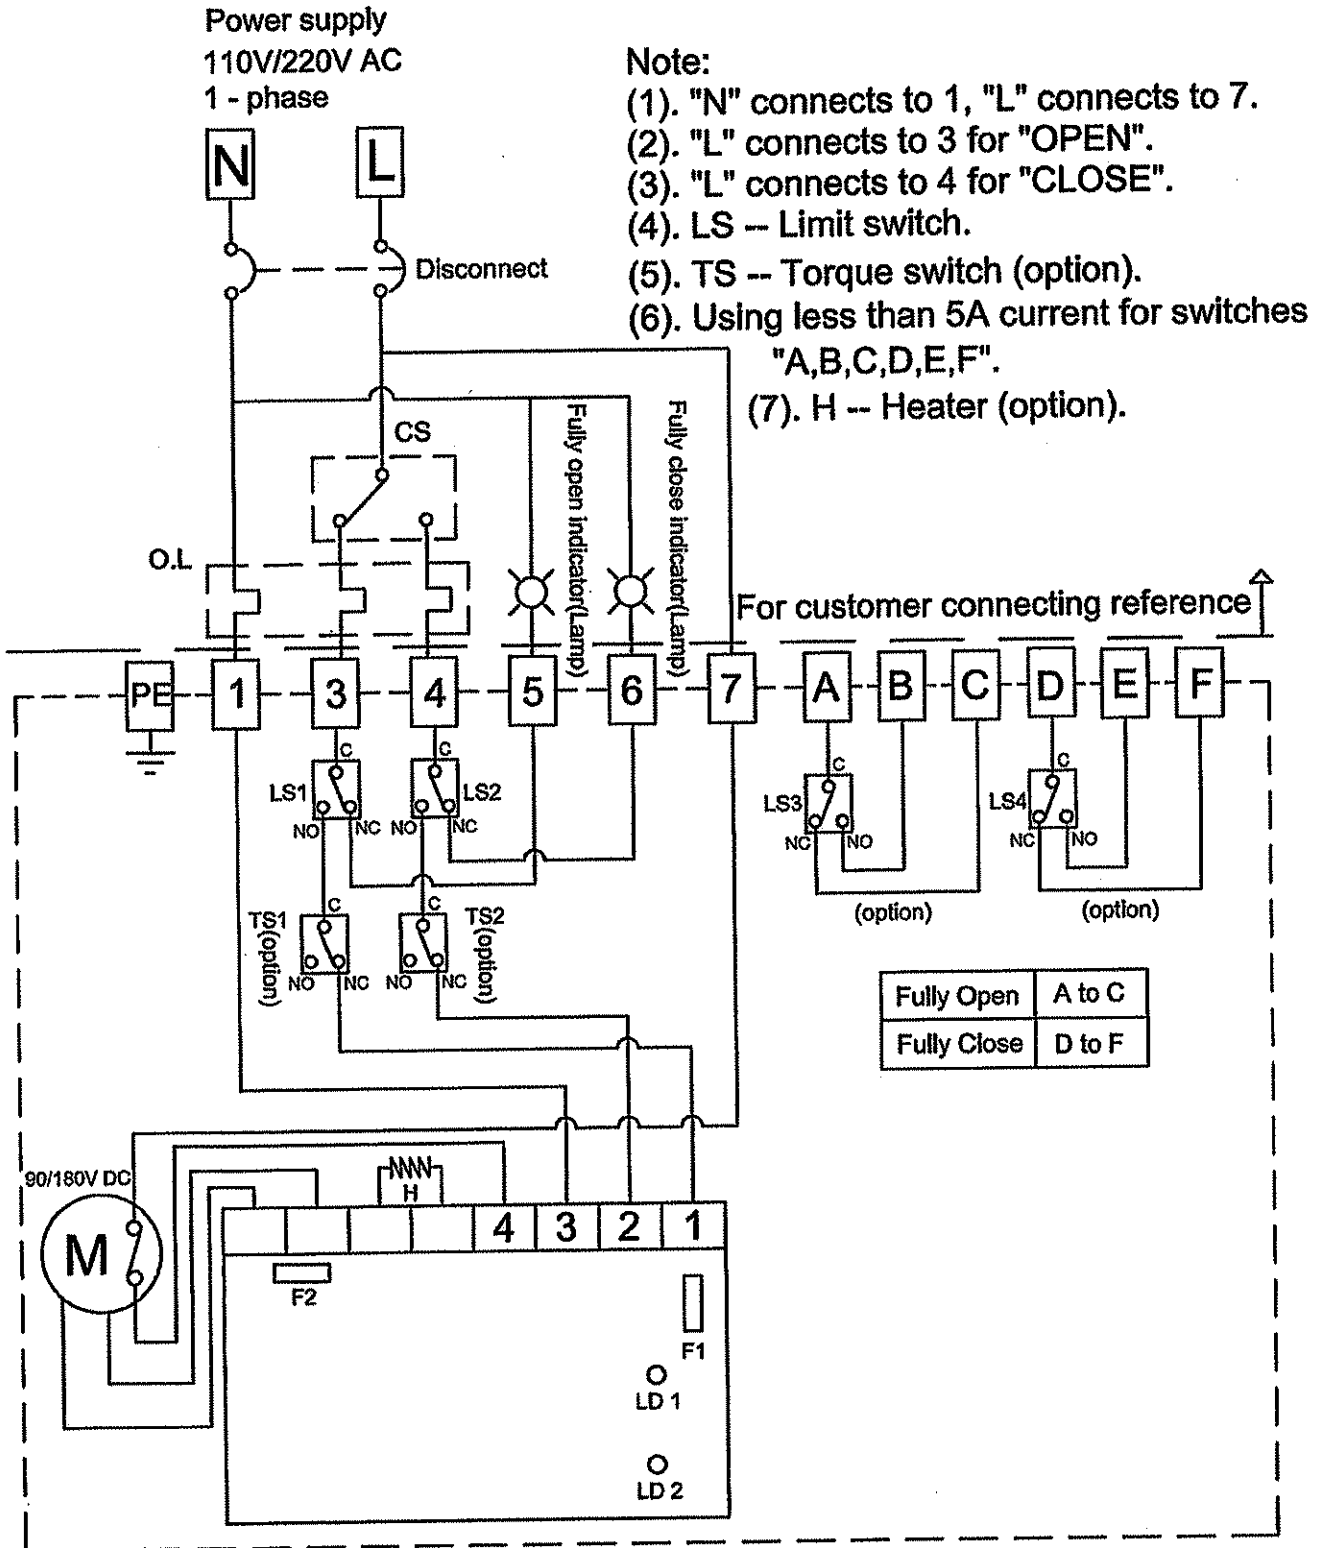 Power supply
110V/220V AC
1 - phase
Note:
(1). "N" connects to 1, "L" connects to 7.
(2). "L" connects to 3 for "OPEN".
(3). "L" connects to 4 for "CLOSE".
(4). LS -- Limit switch.
(5). TS -- Torque switch (option).
(6). Using less than 5A current for switches
"A,B,C,D,E,F".
(7). H -- Heater (option).
N L
Disconnect
CS
Fully open indicator(Lamp)
Fully close indicator(Lamp)
O.L
For customer connecting reference
PE 1 3 4 5 6 7 A B C D E F
C C C C
LS1 LS2 LS3 LS4
NO NC NO NC NC NO NC NO
(option) (option)
TS1 (option) C C TS2 (option)
NO NC NO NC
Fully Open A to C
Fully Close D to F
90/180V DC
H
M
4 3 2 1
F2
F1
LD 1
LD 2